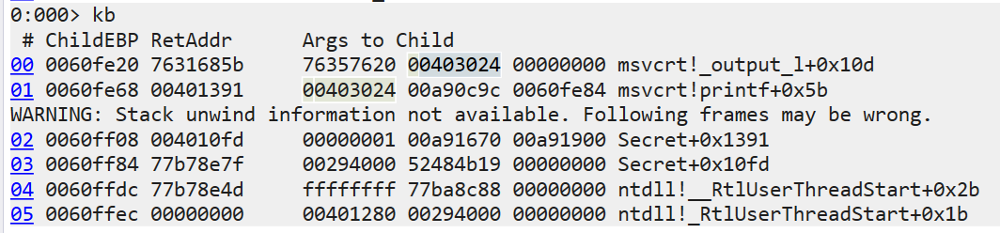 0:000> kb
# ChildEBP RetAddr Args to Child
00 0060fe20 7631685b 76357620 00403024 00000000 msvcrt!_output_l+0x10d
01 0060fe68 00401391 00403024 00a90c9c 0060fe84 msvcrt!printf+0x5b
WARNING: Stack unwind information not available. Following frames may be wrong.
02 0060ff08 004010fd 00000001 00a91670 00a91900 Secret+0x1391
03 0060ff84 77b78e7f 00294000 52484b19 00000000 Secret+0x10fd
04 0060ffdc 77b78e4d ffffffff 77ba8c88 00000000 ntdll!__RtlUserThreadStart+0x2b
05 0060ffec 00000000 00401280 00294000 00000000 ntdll!_RtlUserThreadStart+0x1b